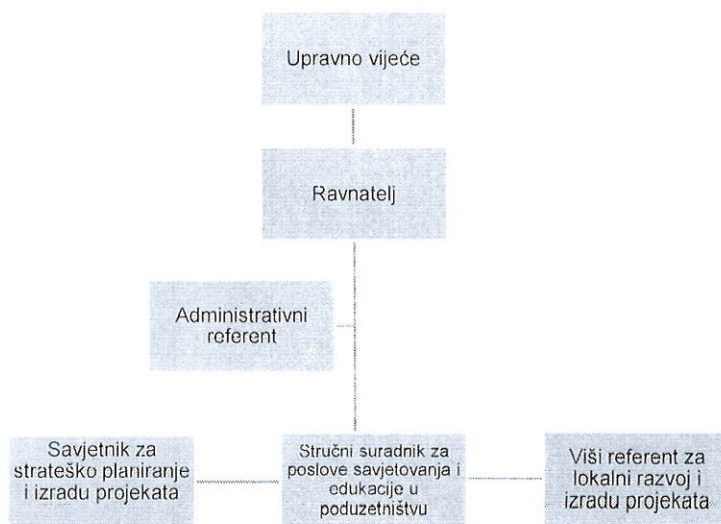 Upravno vijeće
Ravnatelj
Administrativni
referent
Savjetnik za
strateško planiranje
i izradu projekata
Stručni suradnik za
poslove savjetovanja i
edukacije u
poduzetništvu
Viši referent za
lokalni razvoj i
izradu projekata